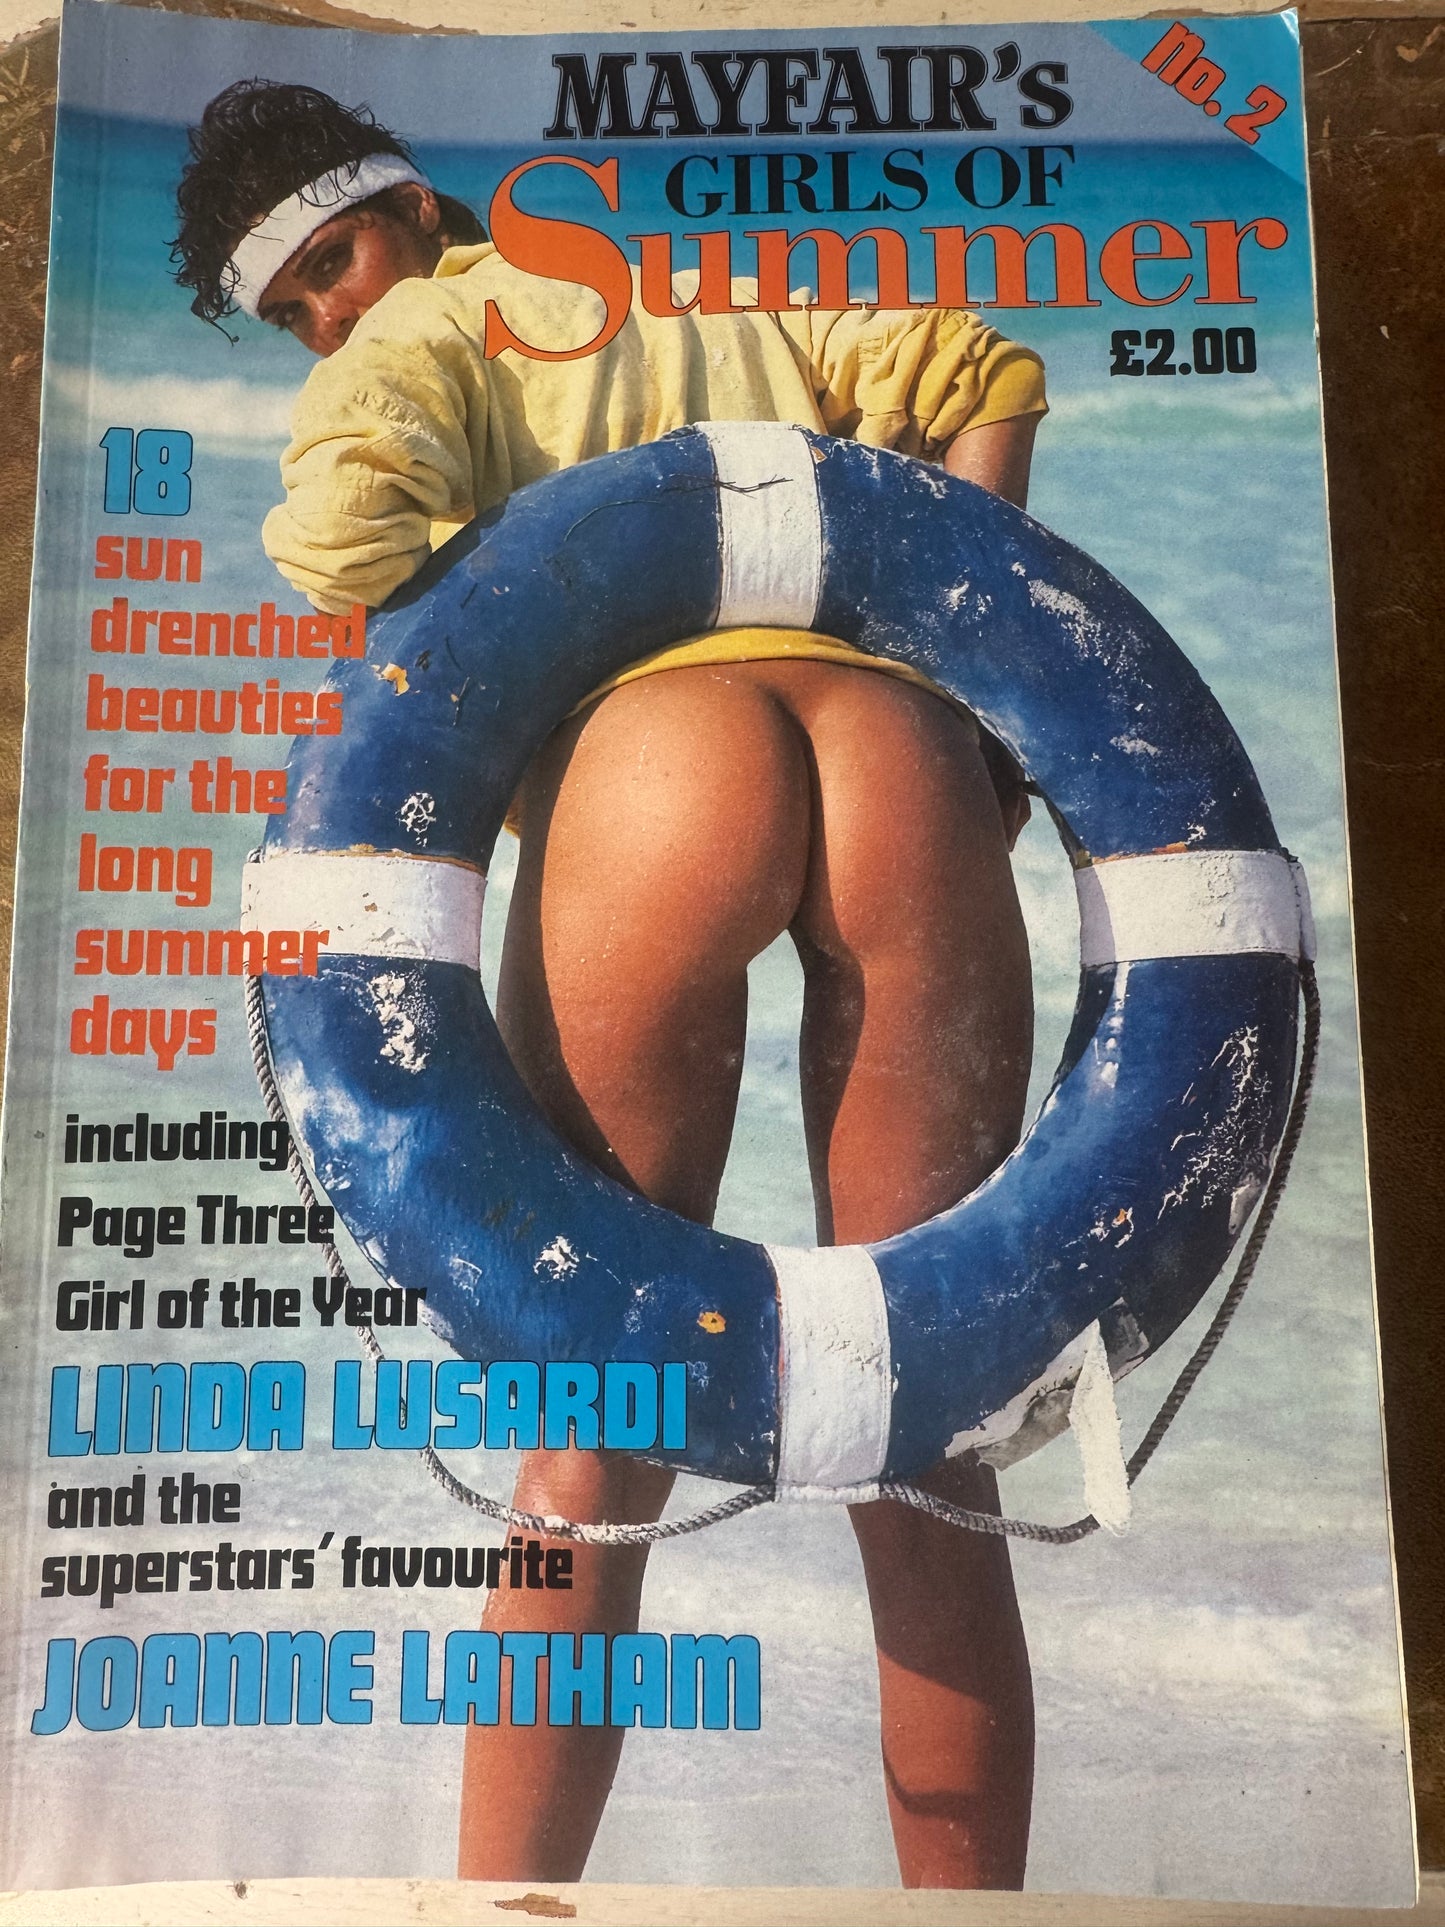 No. 2
MAYFAIR's
GIRLS OF
Summer
£2.00
18
sun
drenched
beauties
for the
long
summer
days
including
Page Three
Girl of the Year
LINDA LUSARDI
and the
superstars' favourite
JOANNE LATHAM